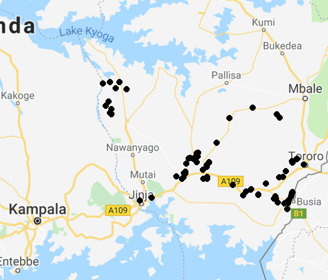 nda
Kumi
Lake Kyoga
Bukedea
Pallisa
Kakoge
Mbale
Nawanyago
Tororo
Mutai
A109
Jinja
Busia
Kampala
A109
B1
Entebbe